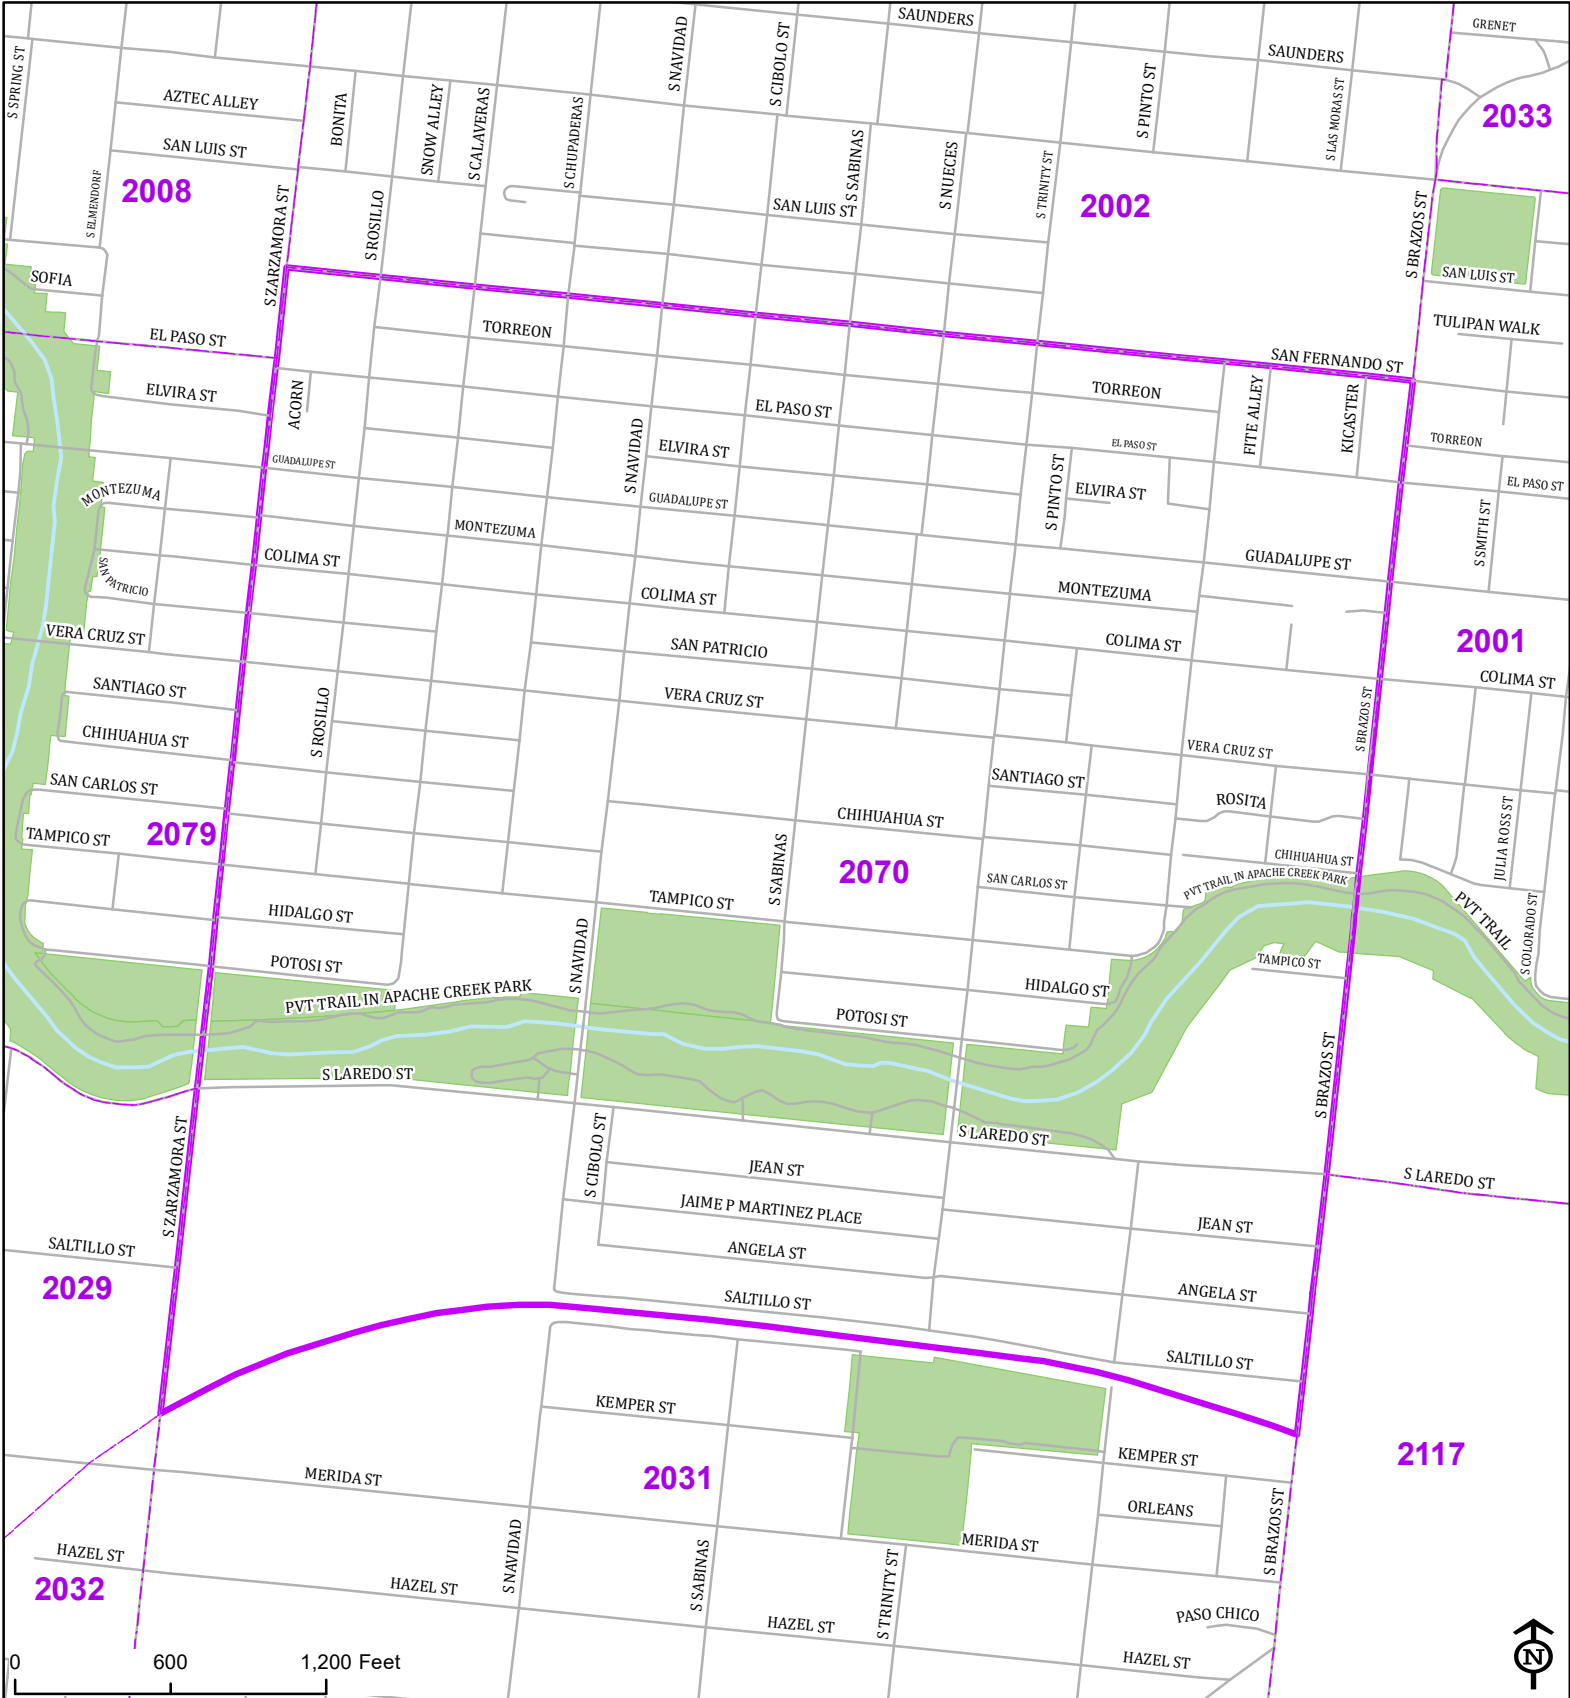 SAUNDERS
GRENET
SAUNDERS
S SPRING ST
S NAVIDAD
S CIBOLO ST
S PINTO ST
S LAS MORAS ST
2033
AZTEC ALLEY
BONITA
SNOW ALLEY
S CALAVERAS
S CHUPADERAS
SAN LUIS ST
S SABINAS
S NUECES
S TRINITY ST
2008
S ELMENDORF
S ZARZAMORA ST
S ROSILLO
SAN LUIS ST
2002
S BRAZOS ST
SOFIA
SAN LUIS ST
EL PASO ST
TORREON
TULIPAN WALK
SAN FERNANDO ST
ELVIRA ST
ACORN
EL PASO ST
TORREON
FITE ALLEY
KICASTER
S NAVIDAD
ELVIRA ST
EL PASO ST
TORREON
GUADALUPE ST
MONTEZUMA
GUADALUPE ST
S PINTO ST
ELVIRA ST
EL PASO ST
S SMITH ST
MONTEZUMA
COLIMA ST
GUADALUPE ST
SAN PATRICIO
COLIMA ST
MONTEZUMA
VERA CRUZ ST
SAN PATRICIO
COLIMA ST
2001
SANTIAGO ST
S ROSILLO
VERA CRUZ ST
S BRAZOS ST
COLIMA ST
CHIHUAHUA ST
VERA CRUZ ST
SAN CARLOS ST
SANTIAGO ST
ROSITA
JULIA ROSS ST
TAMPICO ST
2079
CHIHUAHUA ST
S SABINAS
2070
CHIHUAHUA ST
SAN CARLOS ST
PVT TRAIL IN APACHE CREEK PARK
TAMPICO ST
HIDALGO ST
PVT TRAIL
S COLORADO ST
POTOSI ST
S NAVIDAD
TAMPICO ST
PVT TRAIL IN APACHE CREEK PARK
HIDALGO ST
POTOSI ST
S LAREDO ST
S BRAZOS ST
S ZARZAMORA ST
S CIBOLO ST
S LAREDO ST
JEAN ST
S LAREDO ST
JAIME P MARTINEZ PLACE
JEAN ST
SALTILLO ST
ANGELA ST
2029
SALTILLO ST
ANGELA ST
SALTILLO ST
KEMPER ST
KEMPER ST
2117
MERIDA ST
2031
ORLEANS
S BRAZOS ST
HAZEL ST
S NAVIDAD
S SABINAS
S TRINITY ST
MERIDA ST
2032
HAZEL ST
HAZEL ST
PASO CHICO
HAZEL ST
0 600 1,200 Feet
N